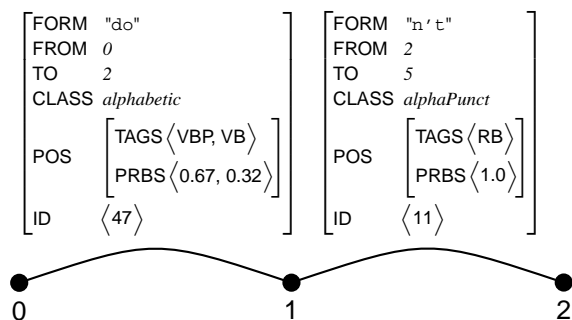 FORM "do"
FROM 0
TO 2
CLASS alphabetic
POS [TAGS ⟨VBP, VB⟩
PRBS ⟨0.67, 0.32⟩]
ID ⟨47⟩
FORM "n't"
FROM 2
TO 5
CLASS alphaPunct
POS [TAGS ⟨RB⟩
PRBS ⟨1.0⟩]
ID ⟨11⟩
0 1 2